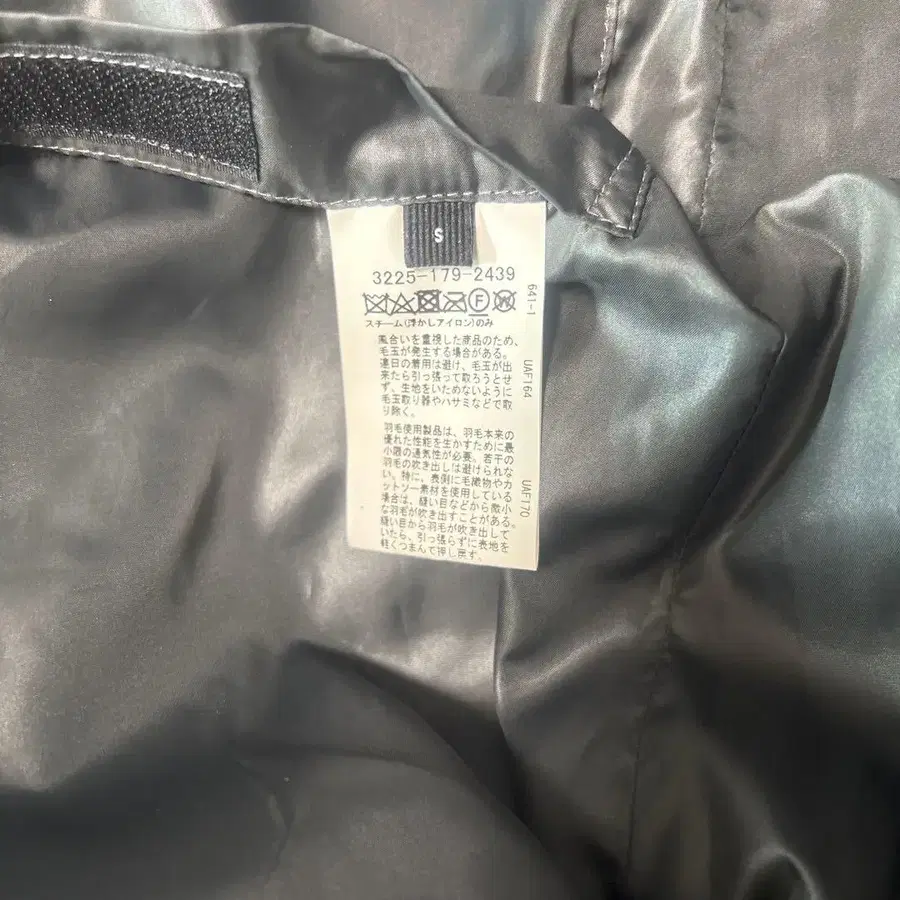 S
3225-179-2439
F W
スチーム(浮かしアイロン)のみ
風合いを重視した商品のため、
毛玉が発生する場合がある。
連日の着用は避け、毛玉が出
来たら引っ張って取ろうとせ
ず、生地をいためないように
毛玉取り器やハサミなどで取
り除く。
羽毛使用製品は、羽毛本来の
優れた性能を生かすために最
小限の通気性が必要。若干の
羽毛の吹き出しは避けられな
い。特に、表側に毛織物やカ
ットソー素材を使用している
場合は、縫い目などから微小
な羽毛が吹き出すことがある。
縫い目から羽毛が吹き出して
いたら、引っ張らずに表地を
軽くつまんで押し戻す。
641-1
UAF164
UAF170